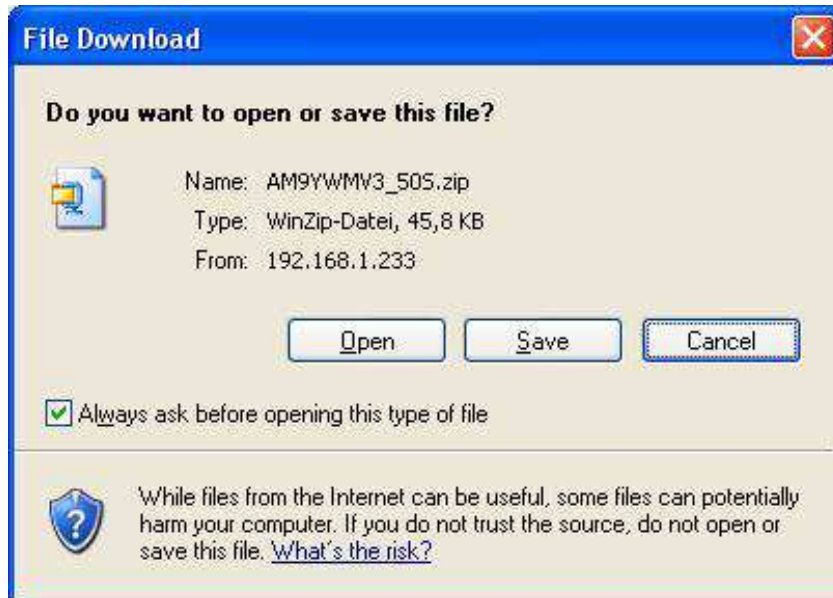 File Download
Do you want to open or save this file?
Name: AM9YWMV3_50S.zip
Type: WinZip-Datei, 45,8 KB
From: 192.168.1.233
Open Save Cancel
Always ask before opening this type of file
While files from the Internet can be useful, some files can potentially
harm your computer. If you do not trust the source, do not open or
save this file. What's the risk?